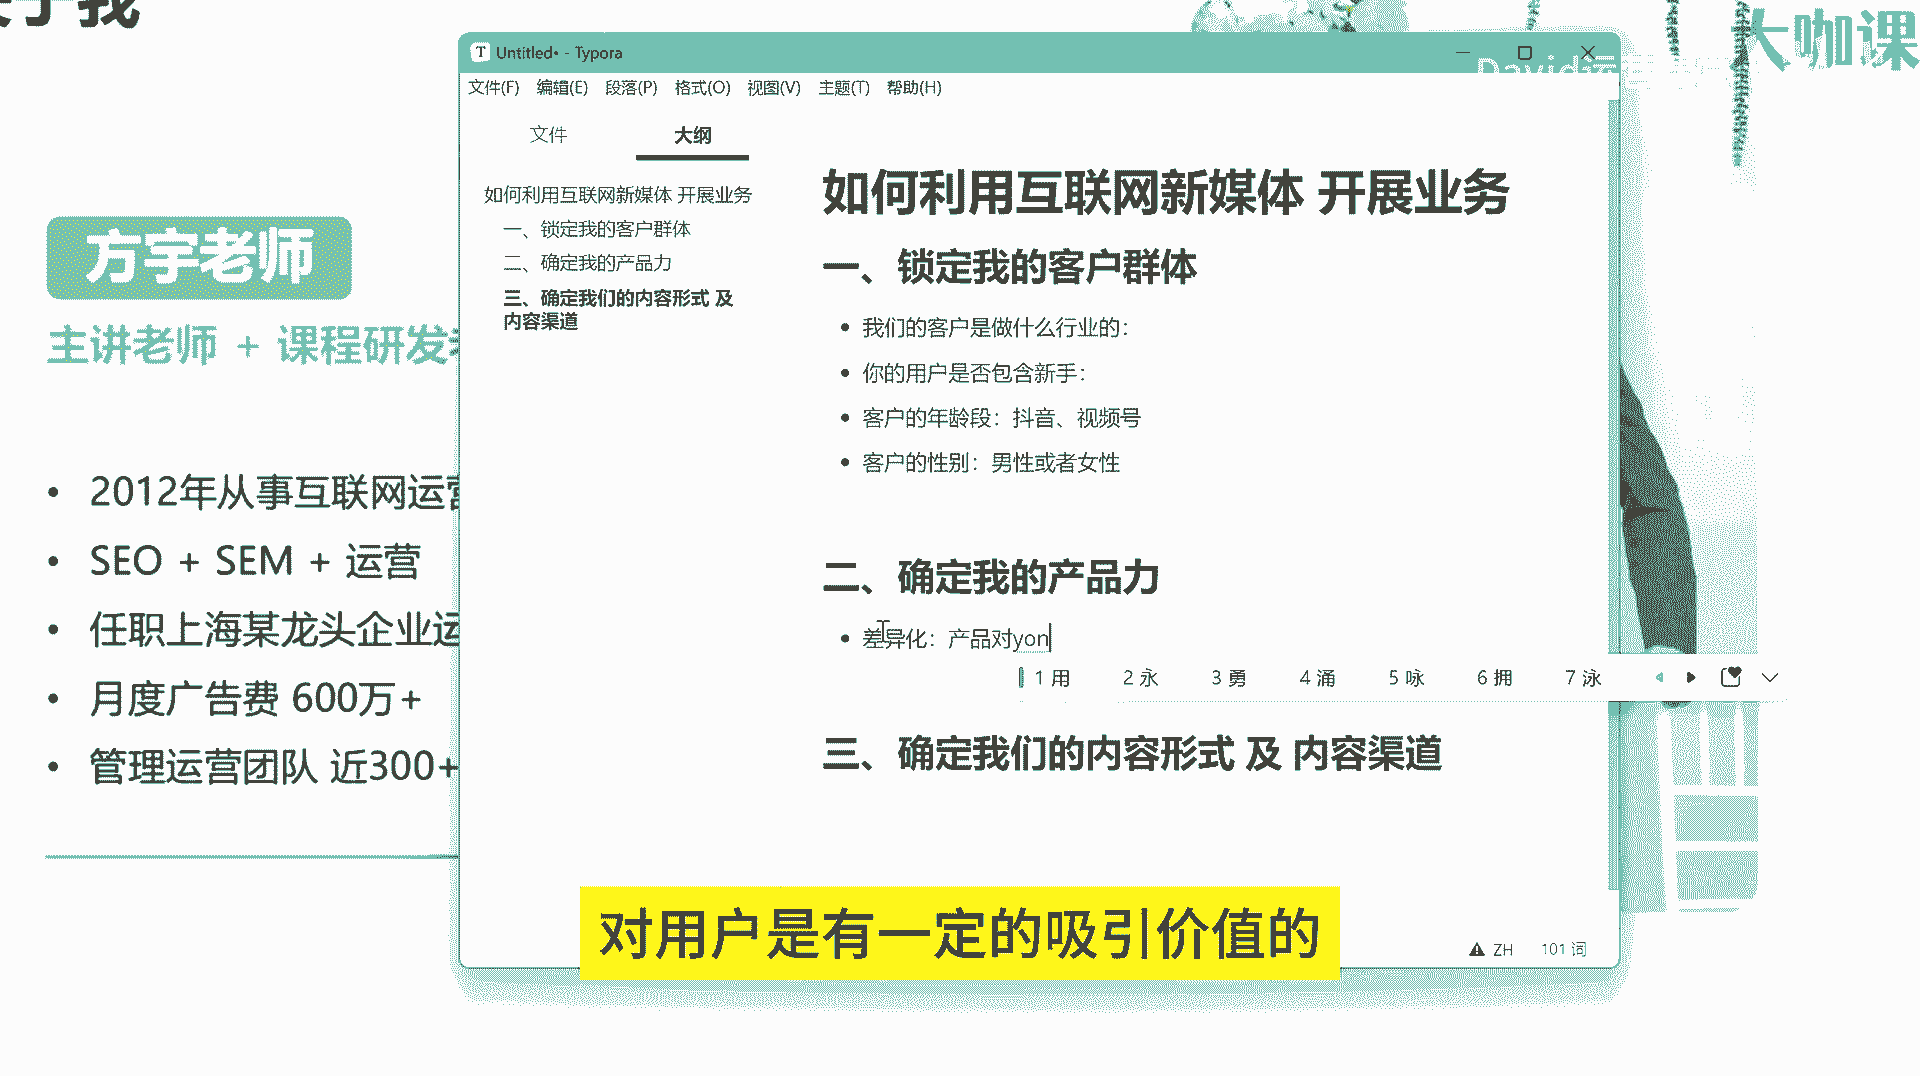 于我
大咖课
方宇老师
主讲老师 + 课程研发
• 2012年从事互联网运营
• SEO + SEM + 运营
• 任职上海某龙头企业运
• 月度广告费 600万+
• 管理运营团队 近300+
Untitled• - Typora
文件(F) 编辑(E) 段落(P) 格式(O) 视图(V) 主题(T) 帮助(H)
文件 大纲
如何利用互联网新媒体 开展业务
一、锁定我的客户群体
二、确定我的产品力
三、确定我们的内容形式 及
内容渠道
如何利用互联网新媒体 开展业务
一、锁定我的客户群体
• 我们的客户是做什么行业的：
• 你的用户是否包含新手：
• 客户的年龄段：抖音、视频号
• 客户的性别：男性或者女性
二、确定我的产品力
• 差异化：产品对yon
1 用 2 永 3 勇 4 涌 5 咏 6 拥 7 泳
三、确定我们的内容形式 及 内容渠道
对用户是有一定的吸引价值的
ZH 101 词